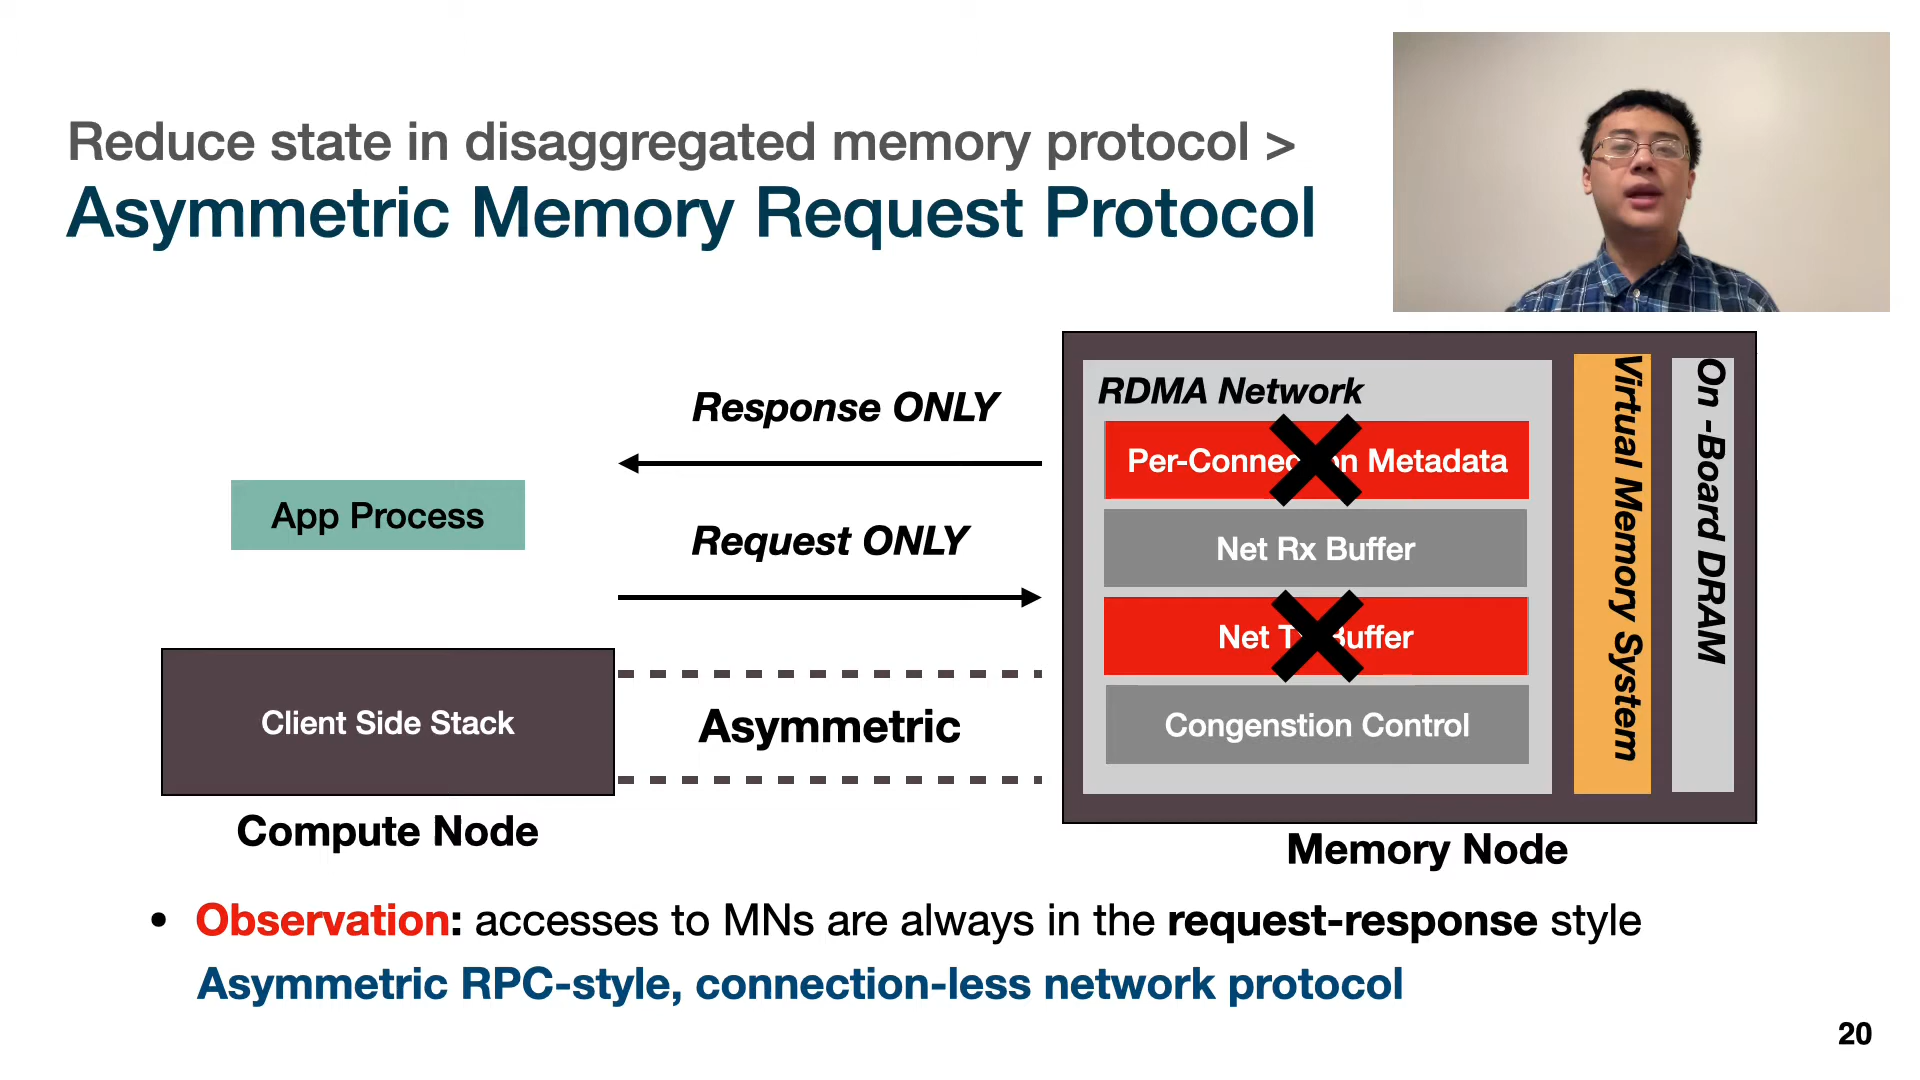 Reduce state in disaggregated memory protocol >
Asymmetric Memory Request Protocol
Response ONLY
App Process
Request ONLY
Client Side Stack
Asymmetric
Compute Node
RDMA Network
Per-Connection Metadata
Net Rx Buffer
Net Tx Buffer
Congenstion Control
Virtual Memory System
On -Board DRAM
Memory Node
• Observation: accesses to MNs are always in the request-response style
Asymmetric RPC-style, connection-less network protocol
20